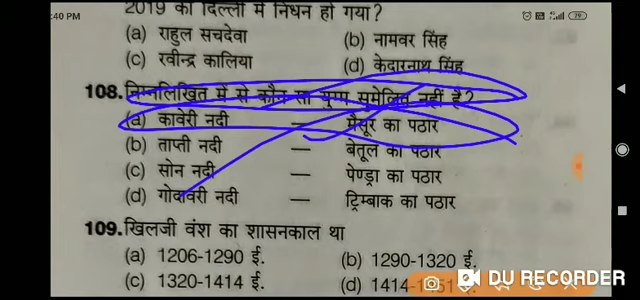 :40 PM
79
2019 को दिल्ली में निधन हो गया?
(a) राहुल सचदेवा (b) नामवर सिंह
(c) रवीन्द्र कालिया (d) केदारनाथ सिंह
108. निम्नलिखित में से कौन सा युग्म सुमेलित नहीं है?
(a) कावेरी नदी — मैसूर का पठार
(b) ताप्ती नदी — बेतूल का पठार
(c) सोन नदी — पेण्ड्रा का पठार
(d) गोदावरी नदी — ट्रिम्बाक का पठार
109. खिलजी वंश का शासनकाल था
(a) 1206-1290 ई. (b) 1290-1320 ई.
(c) 1320-1414 ई. (d) 1414-
DU RECORDER